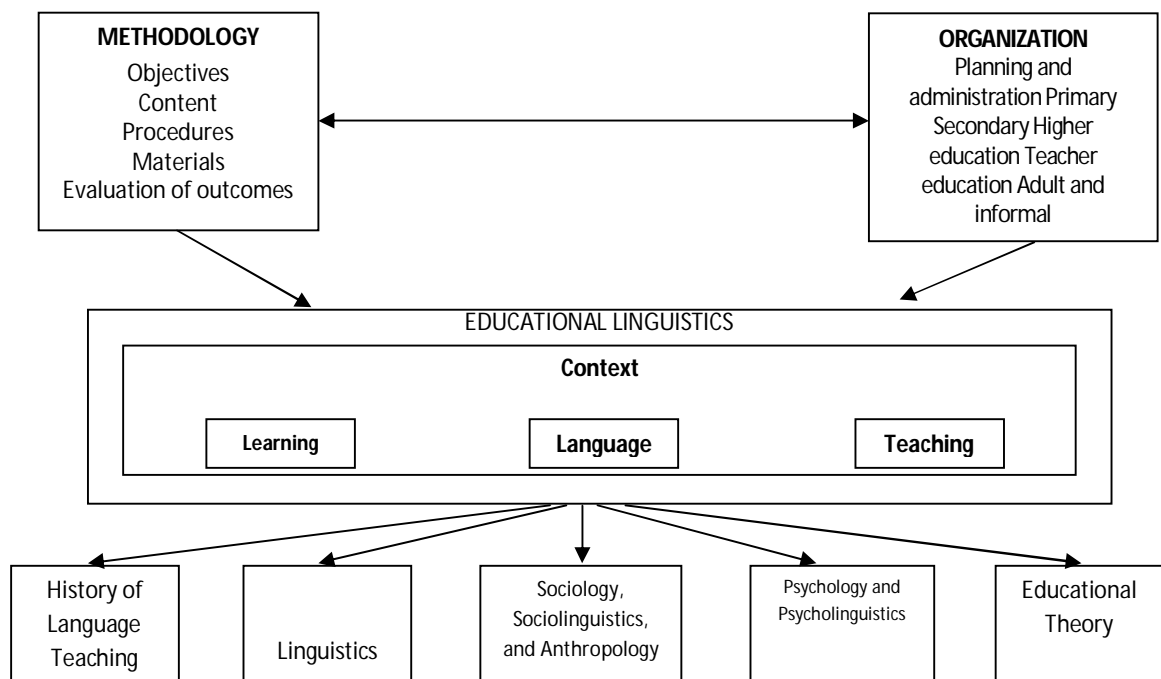 METHODOLOGY
Objectives
Content
Procedures
Materials
Evaluation of outcomes
ORGANIZATION
Planning and
administration Primary
Secondary Higher
education Teacher
education Adult and
informal
EDUCATIONAL LINGUISTICS
Context
Learning
Language
Teaching
History of
Language
Teaching
Linguistics
Sociology,
Sociolinguistics,
and Anthropology
Psychology and
Psycholinguistics
Educational
Theory